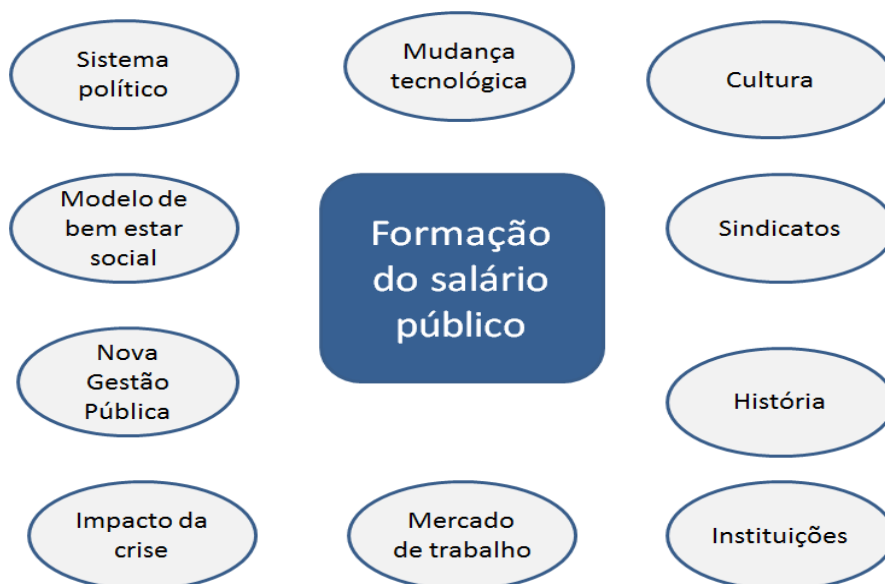 Sistema
político
Mudança
tecnológica
Cultura
Modelo de
bem estar
social
Formação
do salário
público
Sindicatos
Nova
Gestão
Pública
História
Impacto da
crise
Mercado
de trabalho
Instituições